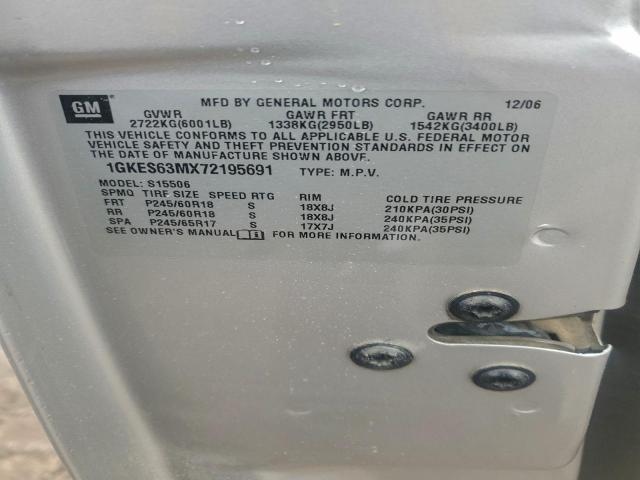 GM
MFD BY GENERAL MOTORS CORP. 12/06
GVWR GAWR FRT GAWR RR
2722KG(6001LB) 1338KG(2950LB) 1542KG(3400LB)
THIS VEHICLE CONFORMS TO ALL APPLICABLE U.S. FEDERAL MOTOR
VEHICLE SAFETY AND THEFT PREVENTION STANDARDS IN EFFECT ON
THE DATE OF MANUFACTURE SHOWN ABOVE.
1GKES63MX72195691 TYPE: M.P.V.
MODEL: S15506
SPMQ TIRE SIZE SPEED RTG RIM COLD TIRE PRESSURE
FRT P245/60R18 S 18X8J 210KPA(30PSI)
RR P245/60R18 S 18X8J 240KPA(35PSI)
SPA P245/65R17 S 17X7J 240KPA(35PSI)
SEE OWNER'S MANUAL FOR MORE INFORMATION.